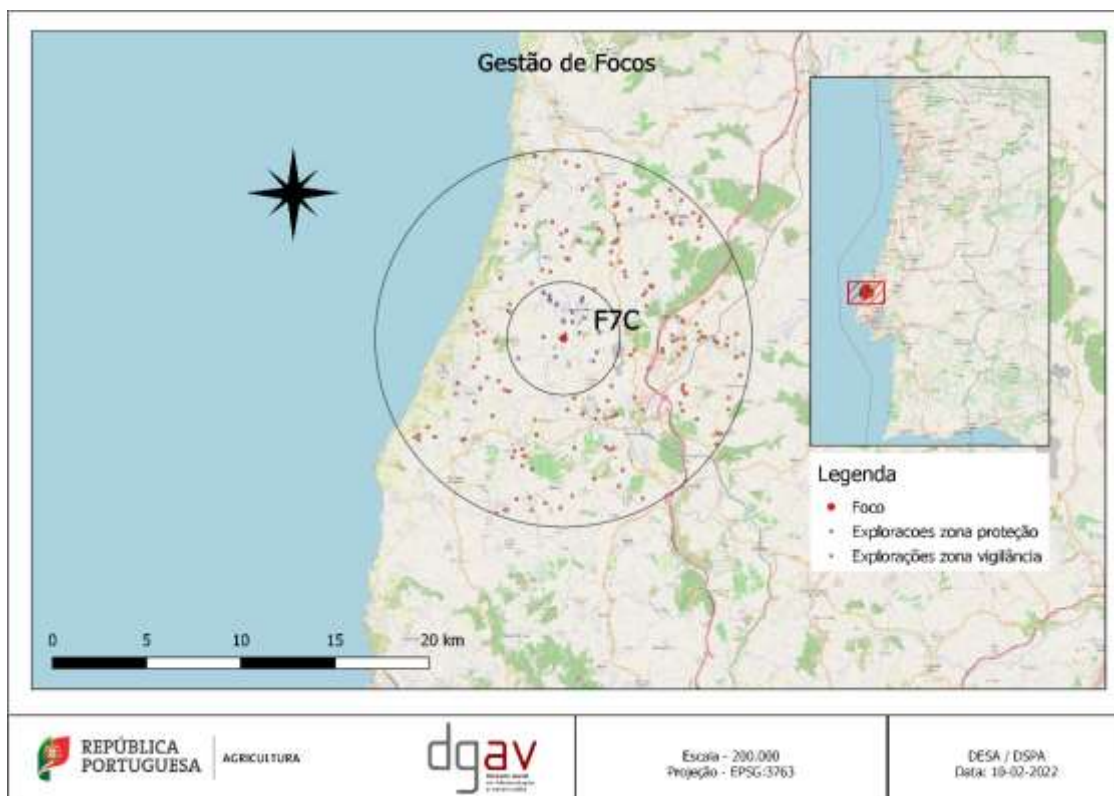 Gestão de Focos
F7C
Legenda
Foco
Exploracoes zona proteção
Explorações zona vigilância
0 5 10 15 20 km
REPÚBLICA
PORTUGUESA
AGRICULTURA
dgav
Escala - 200.000
Projeção - EPSG:3763
DESA / DSPA
Data: 18-02-2022